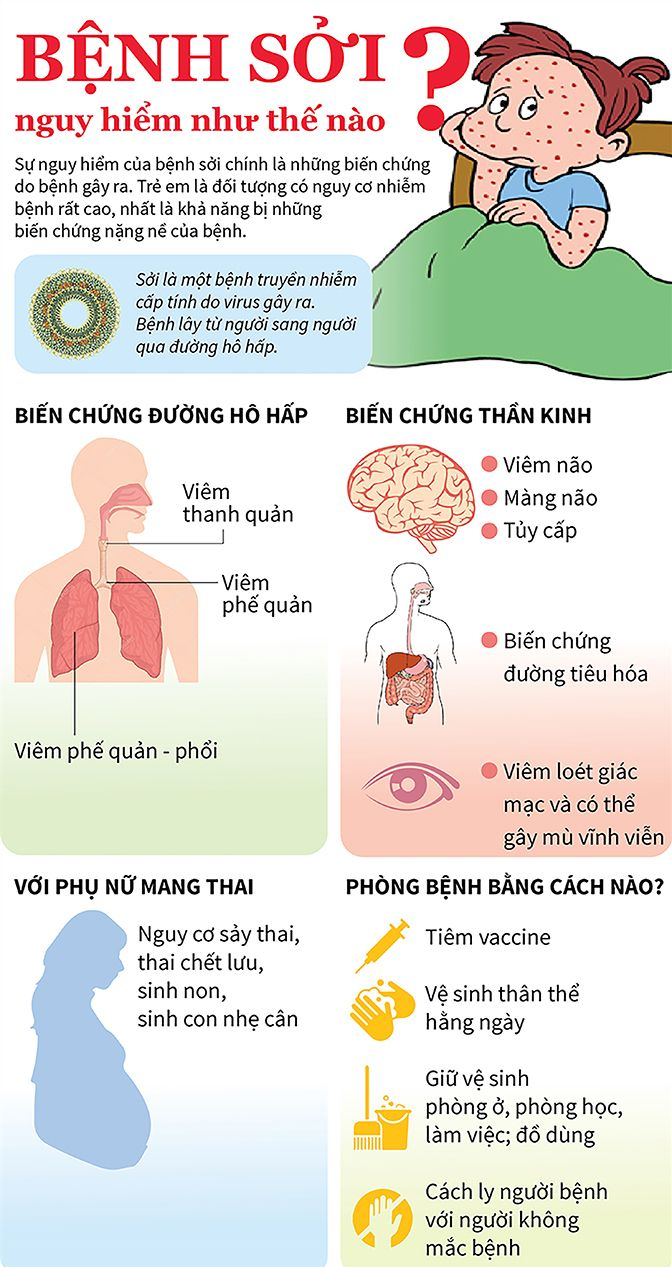 BỆNH SỞI?
nguy hiểm như thế nào
Sự nguy hiểm của bệnh sởi chính là những biến chứng
do bệnh gây ra. Trẻ em là đối tượng có nguy cơ nhiễm
bệnh rất cao, nhất là khả năng bị những
biến chứng nặng nề của bệnh.
Sởi là một bệnh truyền nhiễm
cấp tính do virus gây ra.
Bệnh lây từ người sang người
qua đường hô hấp.
BIẾN CHỨNG ĐƯỜNG HÔ HẤP
Viêm
thanh quản
Viêm
phế quản
Viêm phế quản - phổi
BIẾN CHỨNG THẦN KINH
Viêm não
Màng não
Tủy cấp
Biến chứng
đường tiêu hóa
Viêm loét giác
mạc và có thể
gây mù vĩnh viễn
VỚI PHỤ NỮ MANG THAI
Nguy cơ sảy thai,
thai chết lưu,
sinh non,
sinh con nhẹ cân
PHÒNG BỆNH BẰNG CÁCH NÀO?
Tiêm vaccine
Vệ sinh thân thể
hằng ngày
Giữ vệ sinh
phòng ở, phòng học,
làm việc; đồ dùng
Cách ly người bệnh
với người không
mắc bệnh